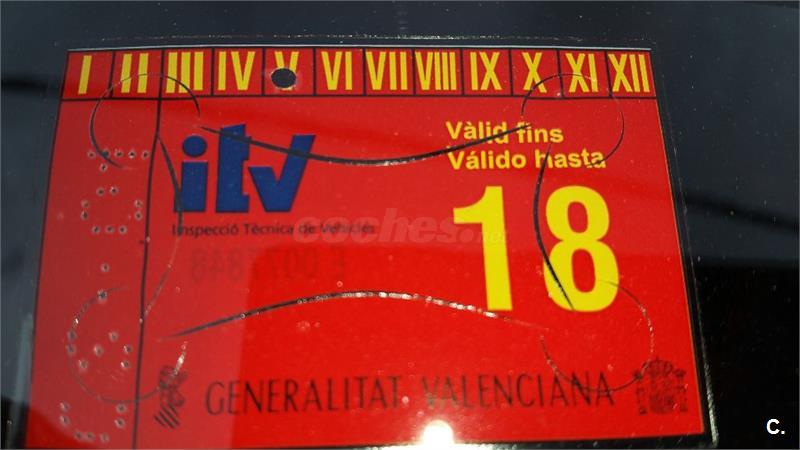 I II III IV V VI VII VIII IX X XI XII
itv
Inspecció Tècnica de Vehicles
Vàlid fins
Válido hasta
18
coches.net
E 0077848
GENERALITAT VALENCIANA
C.